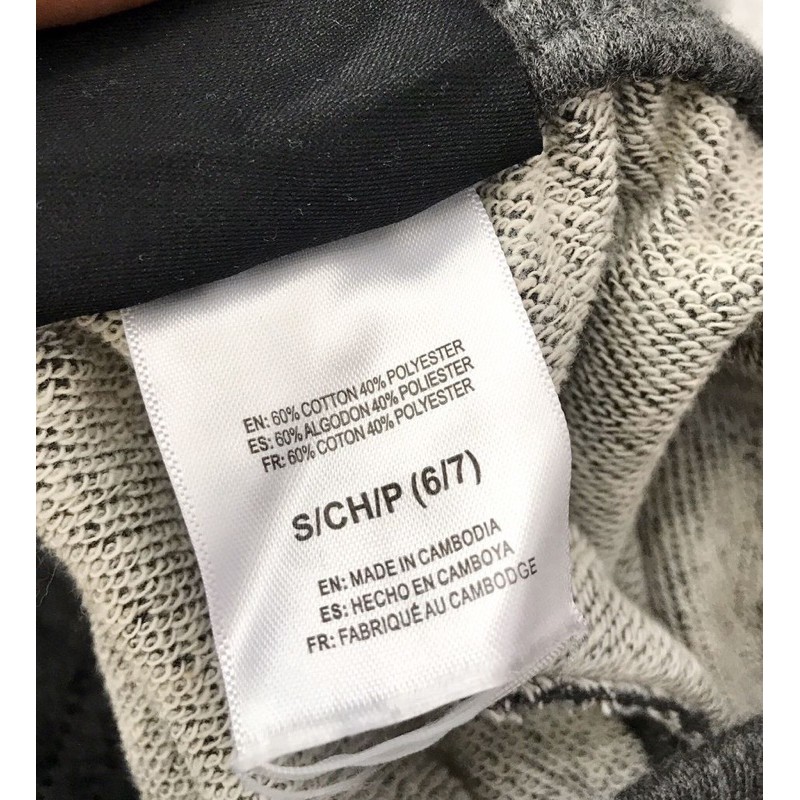 EN: 60% COTTON 40% POLYESTER
ES: 60% ALGODON 40% POLIESTER
FR: 60% COTON 40% POLYESTER
S/CH/P (6/7)
EN: MADE IN CAMBODIA
ES: HECHO EN CAMBOYA
FR: FABRIQUÉ AU CAMBODGE